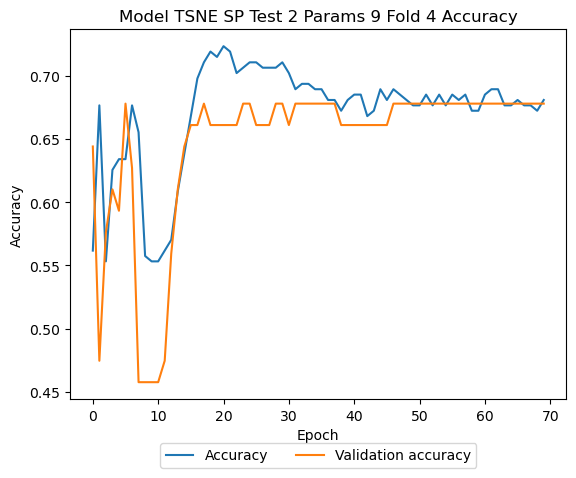 Model TSNE SP Test 2 Params 9 Fold 4 Accuracy
Accuracy
0.70
0.65
0.60
0.55
0.50
0.45
0 10 20 30 40 50 60 70
Epoch
Accuracy Validation accuracy